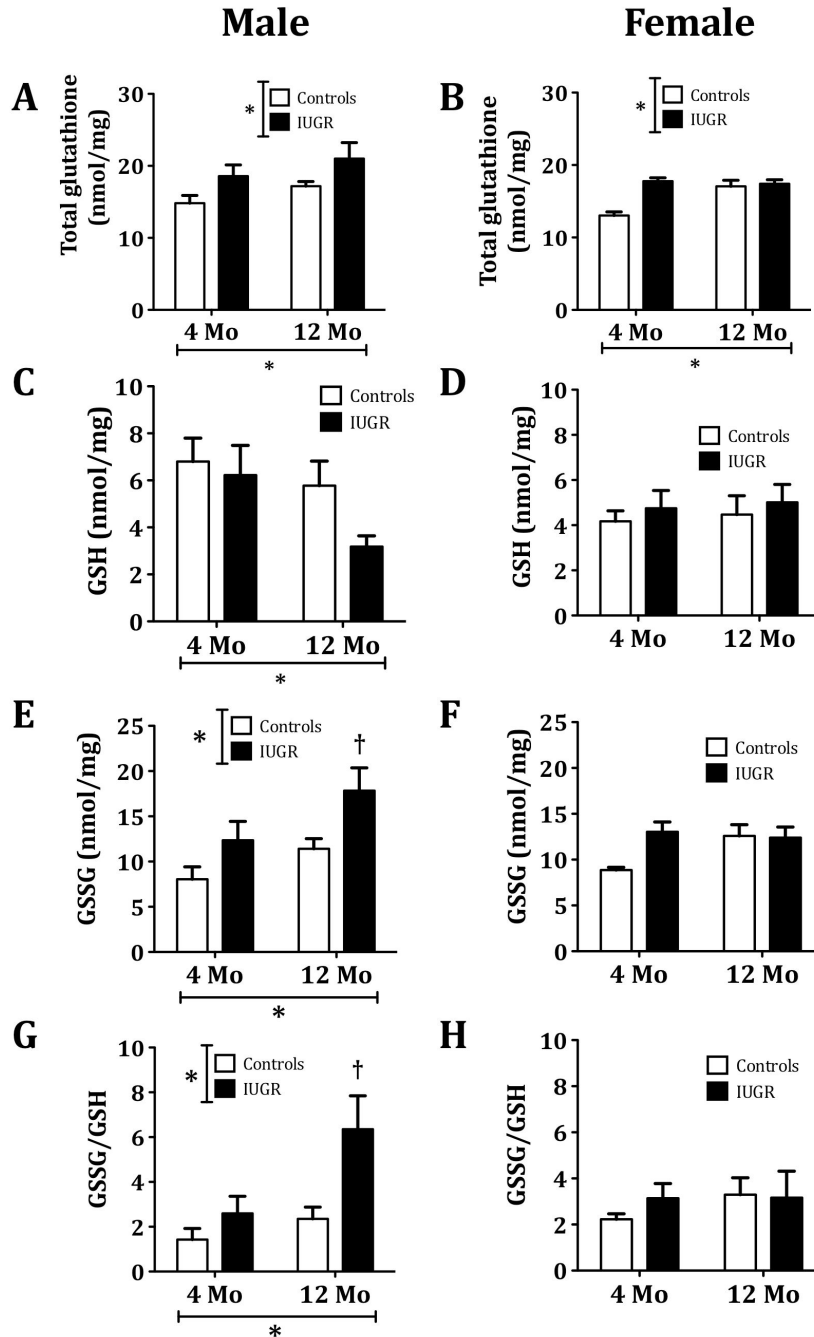 Male
Female
A
Total glutathione
(nmol/mg)
30
20
10
0
*
Controls
IUGR
4 Mo
12 Mo
*
B
Total glutathione
(nmol/mg)
30
20
10
0
*
Controls
IUGR
4 Mo
12 Mo
*
C
GSH (nmol/mg)
10
8
6
4
2
0
Controls
IUGR
4 Mo
12 Mo
*
D
GSH (nmol/mg)
10
8
6
4
2
0
Controls
IUGR
4 Mo
12 Mo
E
GSSG (nmol/mg)
25
20
15
10
5
0
*
Controls
IUGR
†
4 Mo
12 Mo
*
F
GSSG (nmol/mg)
25
20
15
10
5
0
Controls
IUGR
4 Mo
12 Mo
G
GSSG/GSH
10
8
6
4
2
0
*
Controls
IUGR
†
4 Mo
12 Mo
*
H
GSSG/GSH
10
8
6
4
2
0
Controls
IUGR
4 Mo
12 Mo